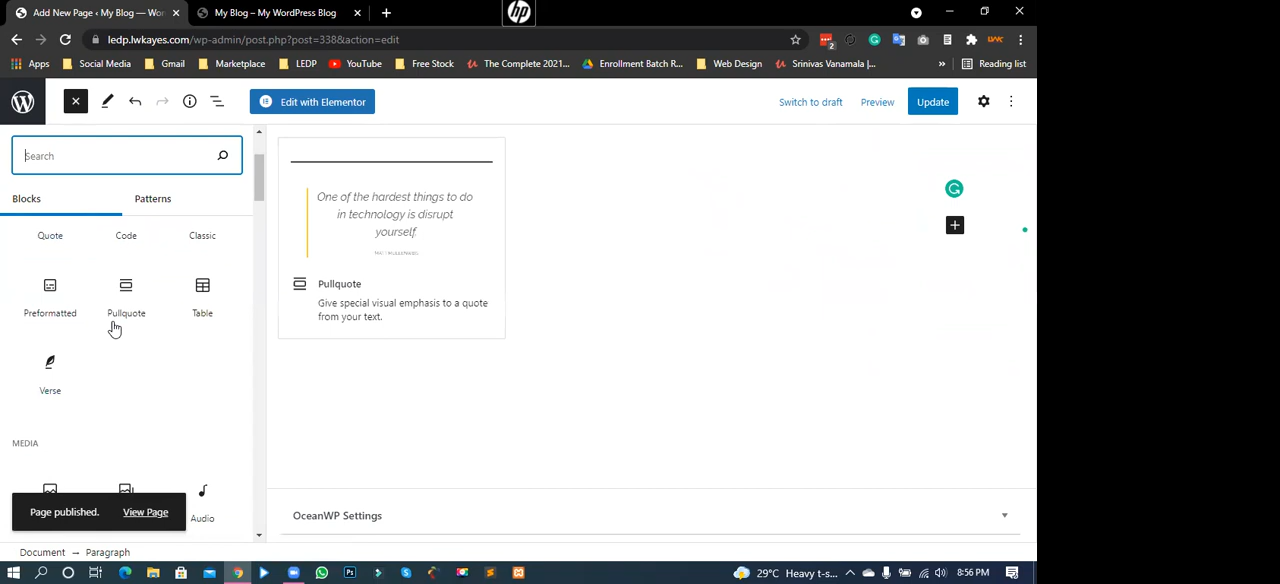 Add New Page ‹ My Blog — Wor
My Blog – My WordPress Blog
hp
ledp.lwkayes.com/wp-admin/post.php?post=338&action=edit
2
Apps
Social Media
Gmail
Marketplace
LEDP
YouTube
Free Stock
The Complete 2021...
Enrollment Batch R...
Web Design
Srinivas Vanamala |...
»
Reading list
Edit with Elementor
Switch to draft
Preview
Update
Search
Blocks
Patterns
Quote
Code
Classic
Preformatted
Pullquote
Table
Verse
MEDIA
Audio
Page published.
View Page
One of the hardest things to do
in technology is disrupt
yourself.
Pullquote
Give special visual emphasis to a quote
from your text.
OceanWP Settings
Document → Paragraph
29°C Heavy t-s...
8:56 PM